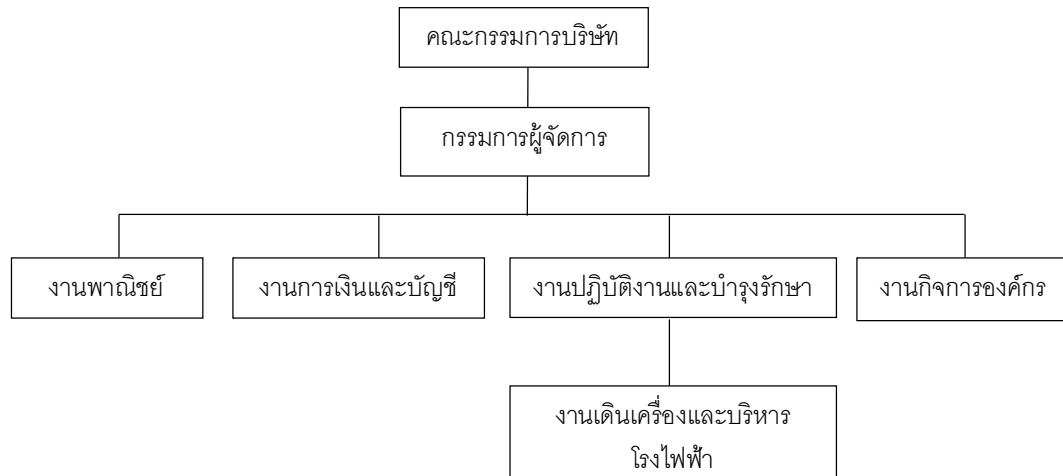 คณะกรรมการบริษัท
กรรมการผู้จัดการ
งานพาณิชย์
งานการเงินและบัญชี
งานปฏิบัติงานและบำรุงรักษา
งานกิจการองค์กร
งานเดินเครื่องและบริหาร
โรงไฟฟ้า